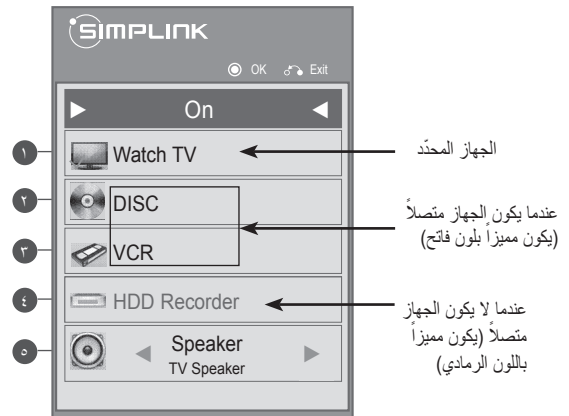 SIMPLINK
OK Exit
On
١ Watch TV
الجهاز المحدّد
٢ DISC
عندما يكون الجهاز متصلاً
(يكون مميزاً بلون فاتح)
٣ VCR
٤ HDD Recorder
عندما لا يكون الجهاز
متصلاً (يكون مميزاً
باللون الرمادي)
٥ Speaker
TV Speaker